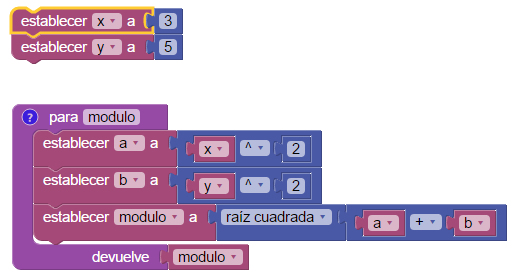 establecer x a 3
establecer y a 5
? para modulo
establecer a a x ^ 2
establecer b a y ^ 2
establecer modulo a raíz cuadrada a + b
devuelve modulo